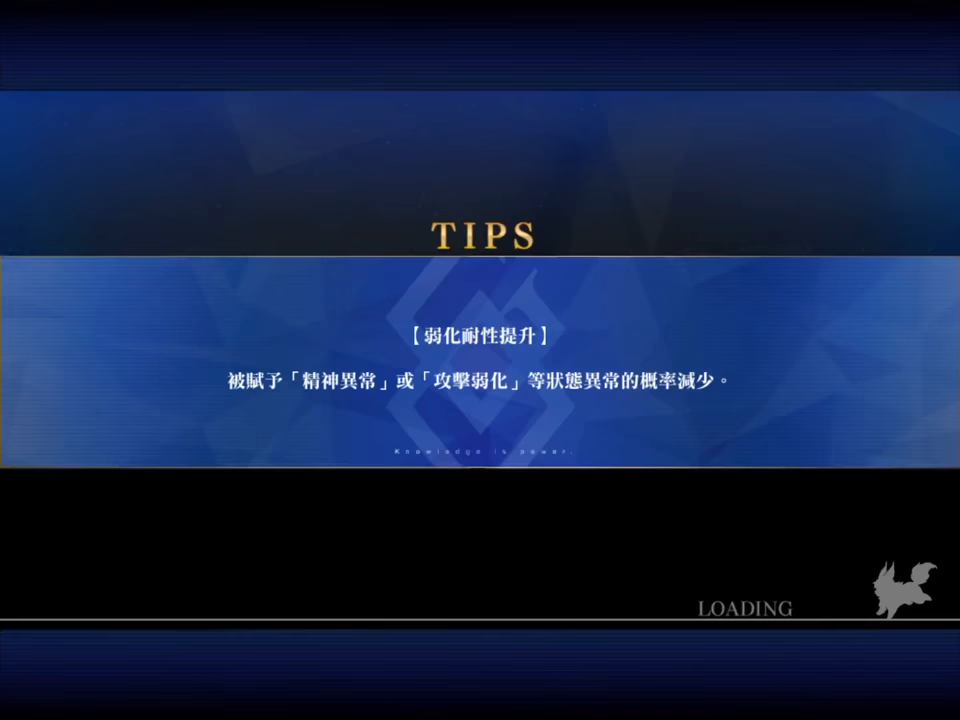 TIPS
【弱化耐性提升】
被賦予「精神異常」或「攻擊弱化」等狀態異常的概率減少。
Knowledge is power.
LOADING